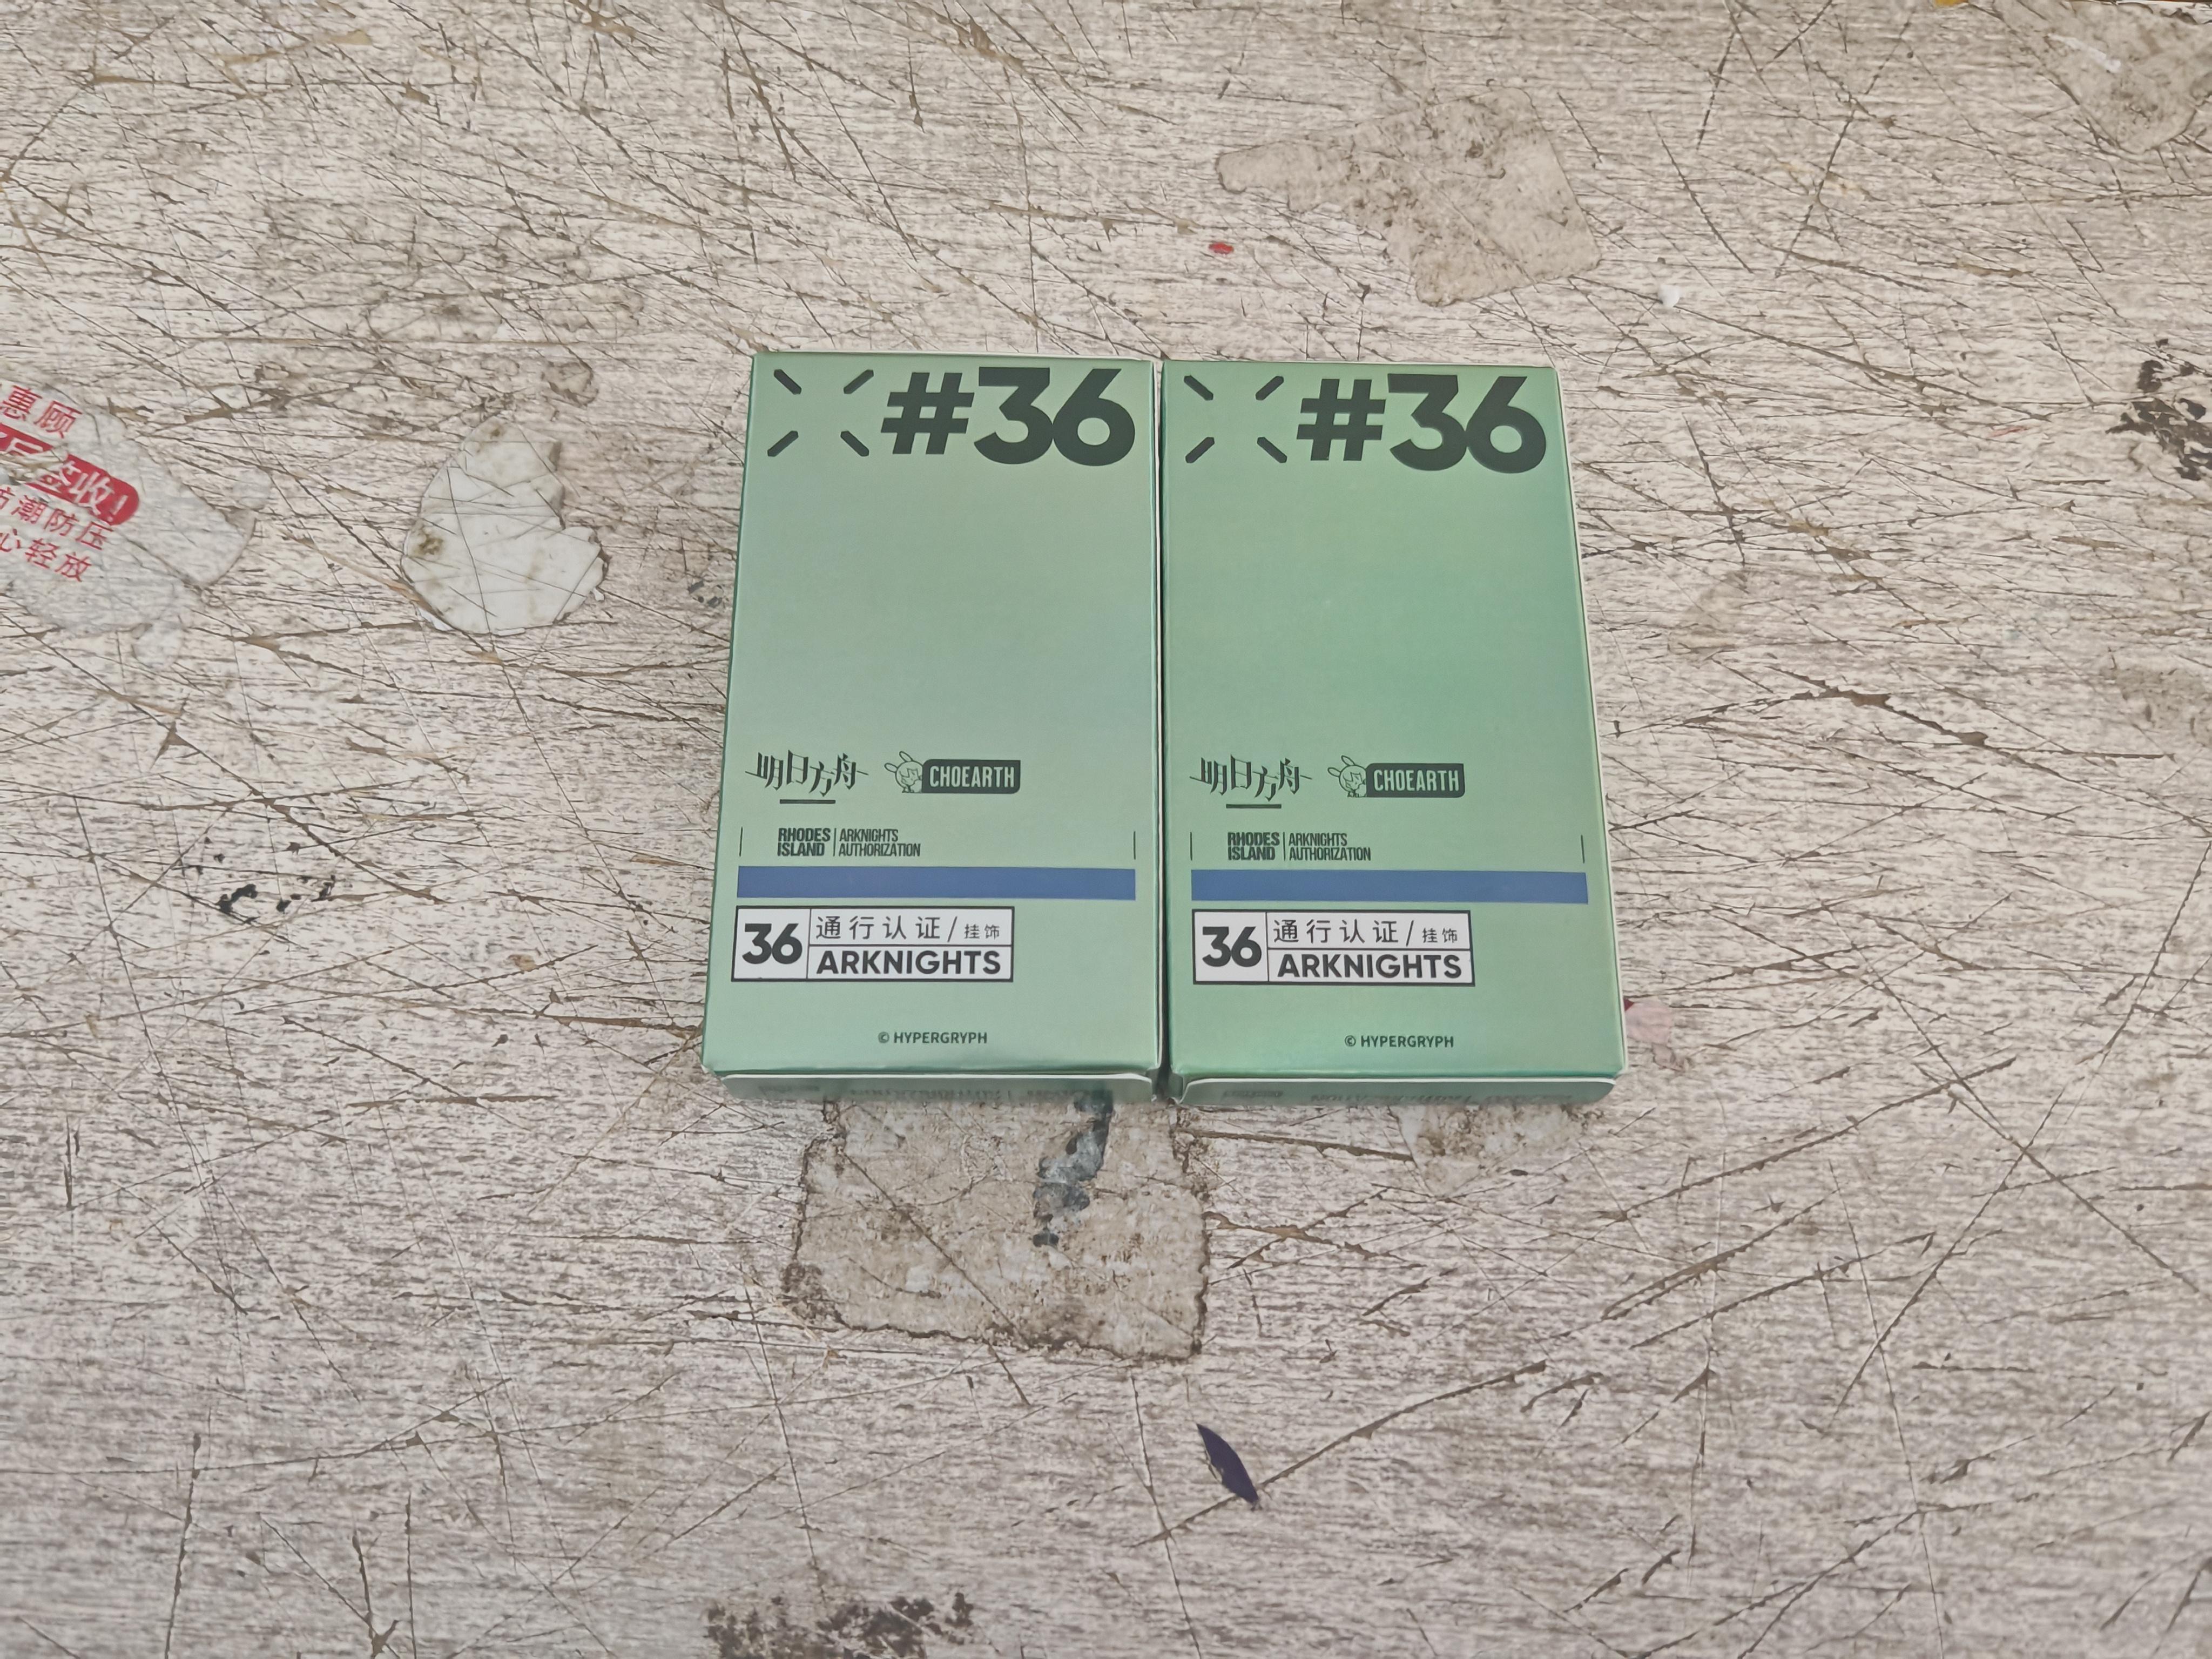 惠顾
签收!
防潮防压
心轻放
#36
明日方舟
CHOEARTH
RHODES ISLAND
ARKNIGHTS AUTHORIZATION
36
通行认证/挂饰
ARKNIGHTS
© HYPERGRYPH
#36
明日方舟
CHOEARTH
RHODES ISLAND
ARKNIGHTS AUTHORIZATION
36
通行认证/挂饰
ARKNIGHTS
© HYPERGRYPH